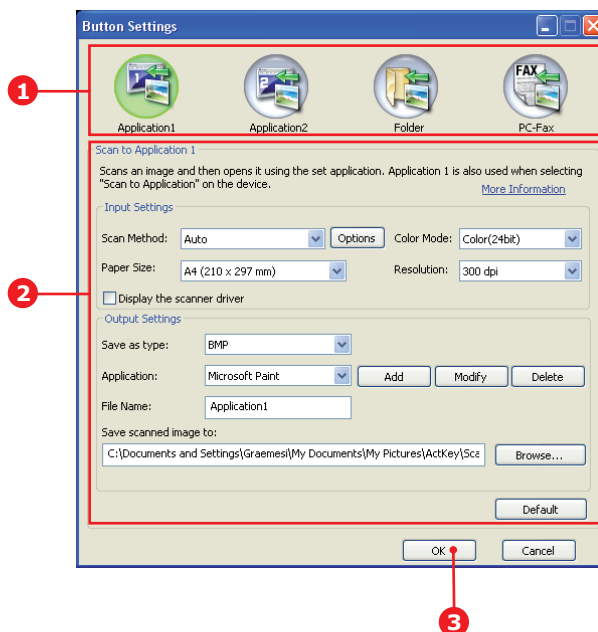 Button Settings
1
1
2
FAX
Application1 Application2 Folder PC-Fax
Scan to Application 1
Scans an image and then opens it using the set application. Application 1 is also used when selecting
"Scan to Application" on the device.
More Information
Input Settings
Scan Method: Auto Options Color Mode: Color(24bit)
Paper Size: A4 (210 x 297 mm) Resolution: 300 dpi
2
Display the scanner driver
Output Settings
Save as type: BMP
Application: Microsoft Paint Add Modify Delete
File Name: Application1
Save scanned image to:
C:\Documents and Settings\Graemesi\My Documents\My Pictures\ActKey\Sca Browse...
Default
OK Cancel
3